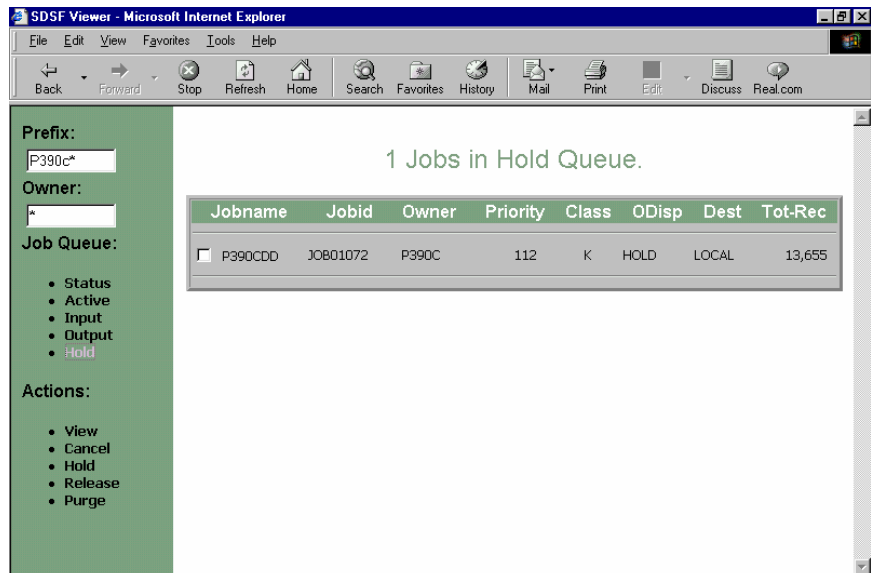 SDSF Viewer - Microsoft Internet Explorer
File Edit View Favorites Tools Help
Back Forward Stop Refresh Home Search Favorites History Mail Print Edit Discuss Real.com
Prefix:
P390c*
Owner:
*
Job Queue:
• Status
• Active
• Input
• Output
• Hold
Actions:
• View
• Cancel
• Hold
• Release
• Purge
1 Jobs in Hold Queue.
Jobname Jobid Owner Priority Class ODisp Dest Tot-Rec
P390CDD JOB01072 P390C 112 K HOLD LOCAL 13,655